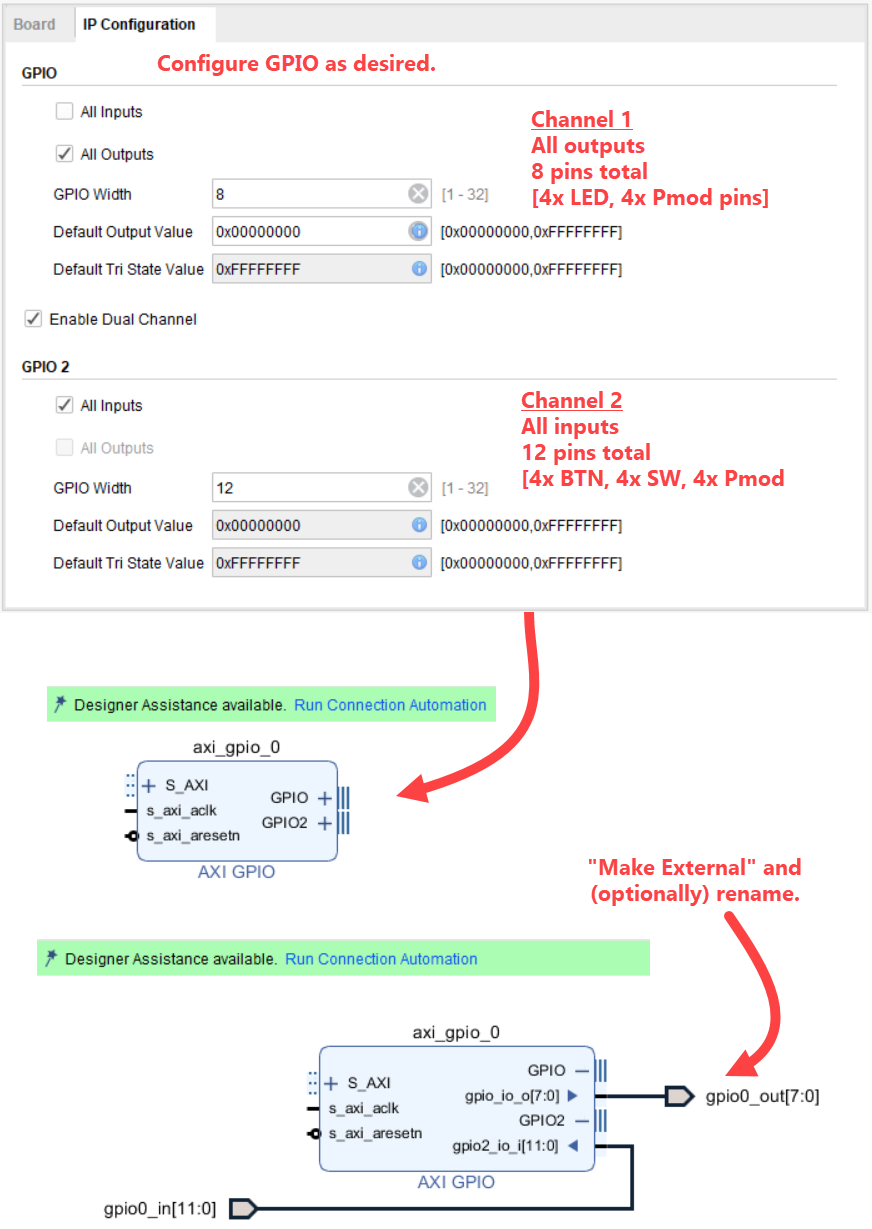 Board
IP Configuration
Configure GPIO as desired.
GPIO
All Inputs
All Outputs
GPIO Width 8 [1 - 32]
Default Output Value 0x00000000 [0x00000000,0xFFFFFFFF]
Default Tri State Value 0xFFFFFFFF [0x00000000,0xFFFFFFFF]
Channel 1
All outputs
8 pins total
[4x LED, 4x Pmod pins]
Enable Dual Channel
GPIO 2
All Inputs
All Outputs
GPIO Width 12 [1 - 32]
Default Output Value 0x00000000 [0x00000000,0xFFFFFFFF]
Default Tri State Value 0xFFFFFFFF [0x00000000,0xFFFFFFFF]
Channel 2
All inputs
12 pins total
[4x BTN, 4x SW, 4x Pmod
Designer Assistance available. Run Connection Automation
axi_gpio_0
S_AXI
s_axi_aclk
s_axi_aresetn
GPIO
GPIO2
AXI GPIO
"Make External" and
(optionally) rename.
Designer Assistance available. Run Connection Automation
axi_gpio_0
S_AXI
s_axi_aclk
s_axi_aresetn
GPIO
gpio_io_o[7:0]
GPIO2
gpio2_io_i[11:0]
AXI GPIO
gpio0_out[7:0]
gpio0_in[11:0]